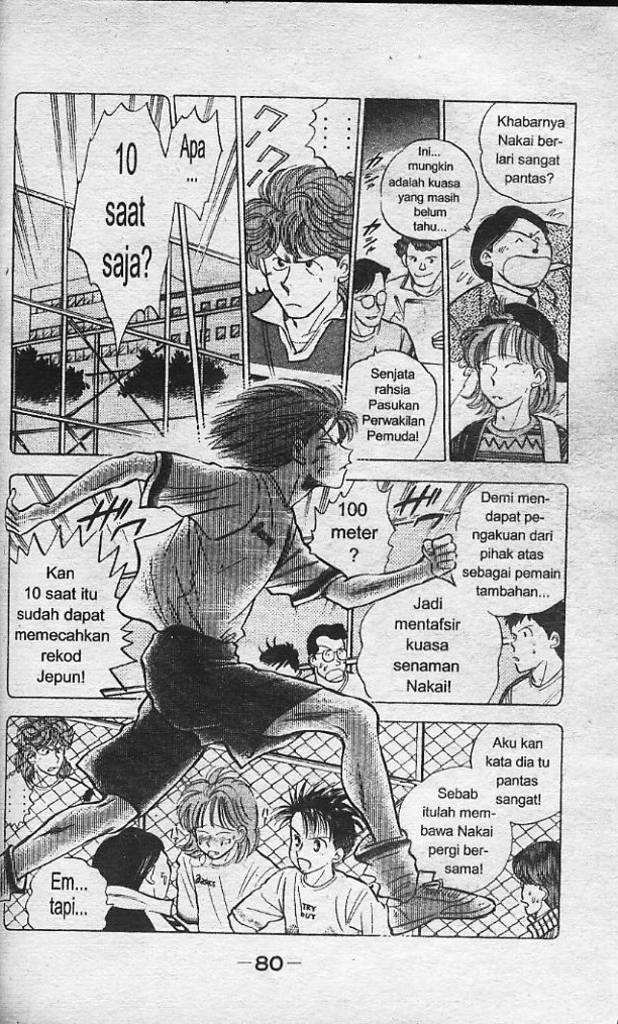 Khabarnya
Nakai ber-
lari sangat
pantas?
Ini...
mungkin
adalah kuasa
yang masih
belum
tahu...
Senjata
rahsia
Pasukan
Perwakilan
Pemuda!
Apa
...
10
saat
saja?
Demi men-
dapat pe-
ngakuan dari
pihak atas
sebagai pemain
tambahan...
Jadi
mentafsir
kuasa
senaman
Nakai!
100
meter
?
Kan
10 saat itu
sudah dapat
memecahkan
rekod
Jepun!
Aku kan
kata dia tu
pantas
sangat!
Sebab
itulah mem-
bawa Nakai
pergi ber-
sama!
TRY
OUT
Em...
tapi...
—80—